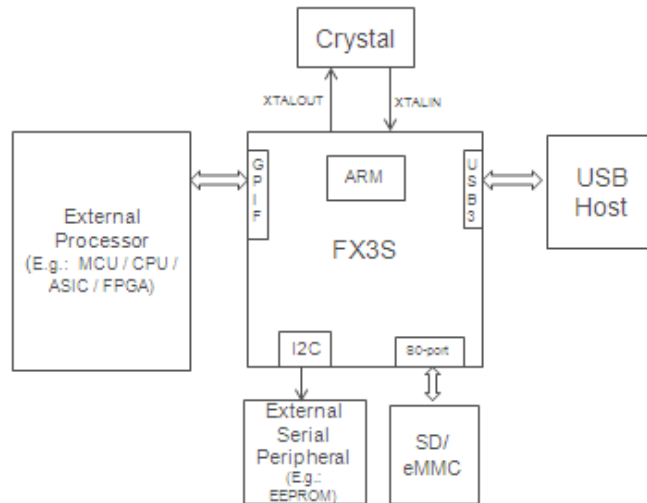 Crystal
XTALOUT
XTALIN
GPIF
ARM
USB3
FX3S
External
Processor
(E.g.: MCU / CPU /
ASIC / FPGA)
USB
Host
I2C
S0-port
External
Serial
Peripheral
(E.g.:
EEPROM)
SD/
eMMC